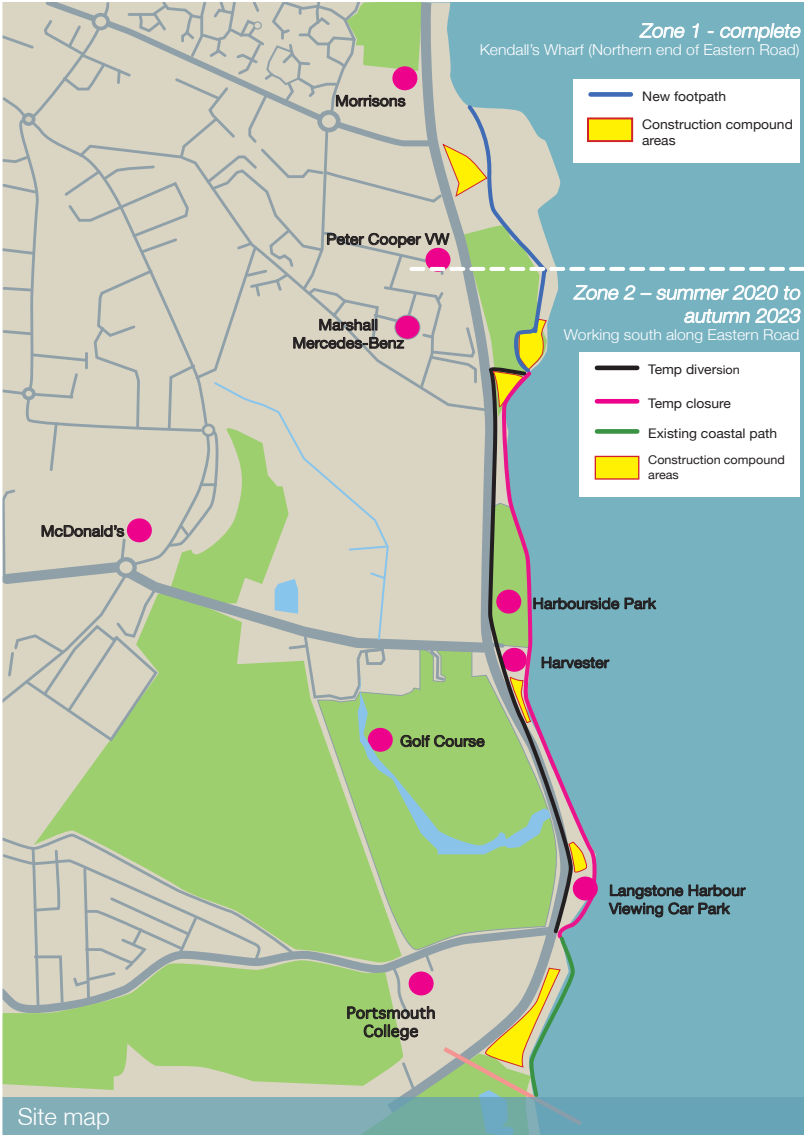 Zone 1 - complete
Kendall's Wharf (Northern end of Eastern Road)
New footpath
Construction compound
areas
Morrisons
Peter Cooper VW
Zone 2 – summer 2020 to
autumn 2023
Working south along Eastern Road
Marshall
Mercedes-Benz
Temp diversion
Temp closure
Existing coastal path
Construction compound
areas
McDonald's
Harbourside Park
Harvester
Golf Course
Langstone Harbour
Viewing Car Park
Portsmouth
College
Site map